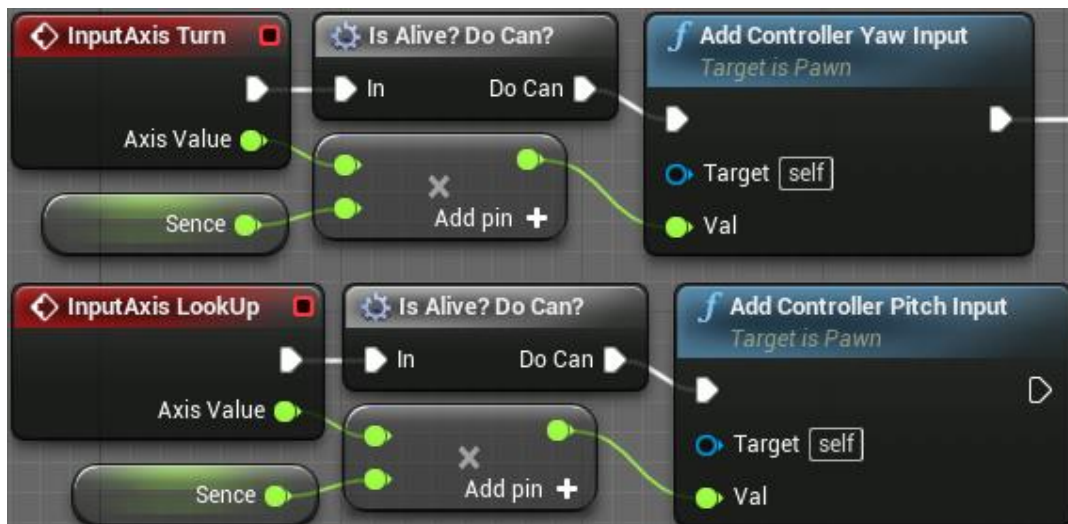 InputAxis Turn
Is Alive? Do Can?
Add Controller Yaw Input
Target is Pawn
In
Do Can
Axis Value
Target self
Sence
Add pin
Val
InputAxis LookUp
Is Alive? Do Can?
Add Controller Pitch Input
Target is Pawn
In
Do Can
Axis Value
Target self
Sence
Add pin
Val